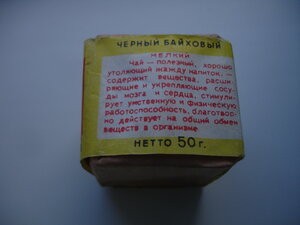 ЧЕРНЫЙ БАЙХОВЫЙ
МЕЛКИЙ
Чай — полезный, хорошо
утоляющий жажду напиток, —
содержит вещества, расши-
ряющие и укрепляющие сосу-
ды мозга и сердца, стимули-
рует умственную и физическую
работоспособность, благотвор-
но действует на общий обмен
веществ в организме
НЕТТО 50 г.